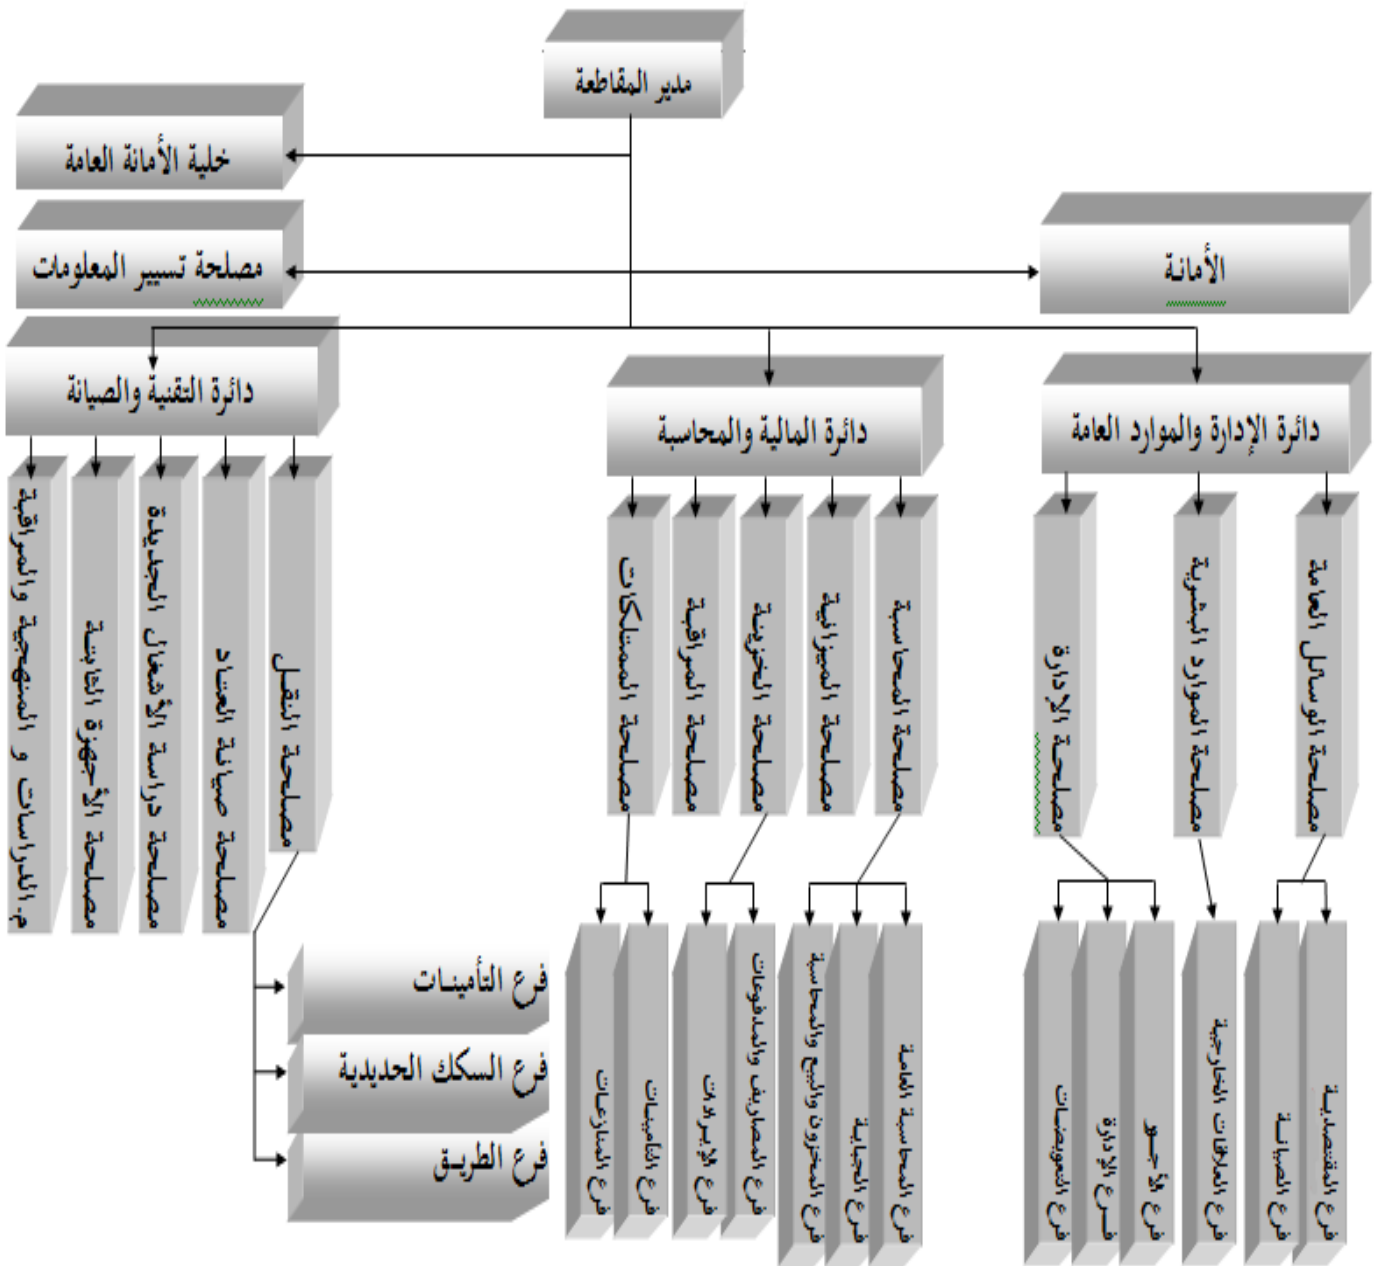 مدير المقاطعة
خلية الأمانة العامة
مصلحة تسيير المعلومات
الأمانة
دائرة الإدارة والموارد العامة
دائرة المالية والمحاسبة
دائرة التقنية والصيانة
مصلحة الوسائل العامة
مصلحة الموارد البشرية
مصلحة الإدارة
مصلحة المحاسبة
مصلحة الميزانية
مصلحة الخزينة
مصلحة المراقبة
مصلحة الممتلكات
مصلحة النقل
مصلحة صيانة العتاد
مصلحة دراسة الأشغال الجديدة
مصلحة الأجهزة الثابتة
م.الدراسات و المنهجية والمراقبة
فرع المقتصدية
فرع الصيانة
فرع العلاقات الخارجية
فرع الأجور
فرع الإدارة
فرع التعويضات
فرع المحاسبة العامة
فرع الجباية
فرع المخزون والبيع والمحاسبة
فرع المصاريف والمدفوعات
فرع الإيرادات
فرع التأمينات
فرع المنازعات
فرع التأمينات
فرع السكك الحديدية
فرع الطريق